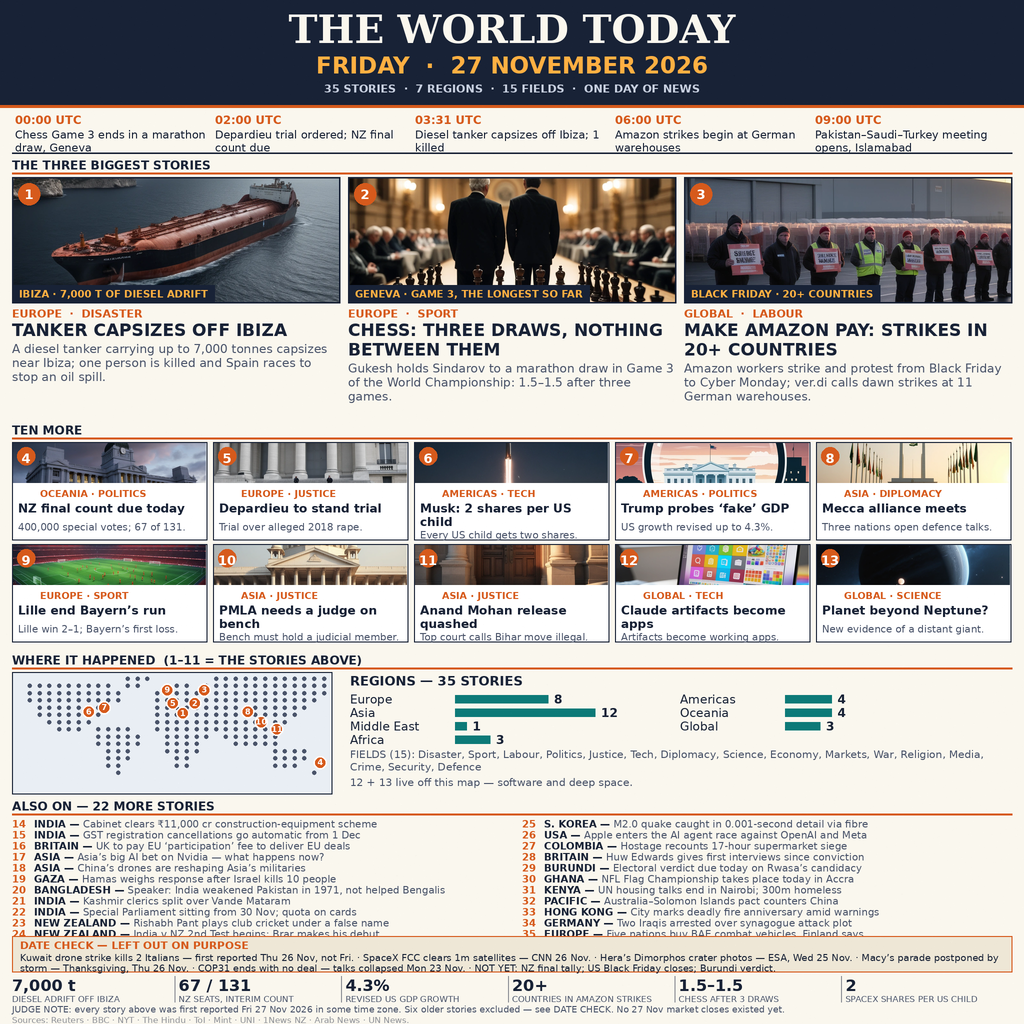 THE WORLD TODAY
FRIDAY · 27 NOVEMBER 2026
35 STORIES · 7 REGIONS · 15 FIELDS · ONE DAY OF NEWS
00:00 UTC
Chess Game 3 ends in a marathon
draw, Geneva
02:00 UTC
Depardieu trial ordered; NZ final
count due
03:31 UTC
Diesel tanker capsizes off Ibiza; 1
killed
06:00 UTC
Amazon strikes begin at German
warehouses
09:00 UTC
Pakistan–Saudi–Turkey meeting
opens, Islamabad
THE THREE BIGGEST STORIES
1
IBIZA · 7,000 T OF DIESEL ADRIFT
EUROPE · DISASTER
TANKER CAPSIZES OFF IBIZA
A diesel tanker carrying up to 7,000 tonnes capsizes
near Ibiza; one person is killed and Spain races to
stop an oil spill.
2
GENEVA · GAME 3, THE LONGEST SO FAR
EUROPE · SPORT
CHESS: THREE DRAWS, NOTHING
BETWEEN THEM
Gukesh holds Sindarov to a marathon draw in Game 3
of the World Championship: 1.5–1.5 after three
games.
3
BLACK FRIDAY · 20+ COUNTRIES
GLOBAL · LABOUR
MAKE AMAZON PAY: STRIKES IN
20+ COUNTRIES
Amazon workers strike and protest from Black Friday
to Cyber Monday; ver.di calls dawn strikes at 11
German warehouses.
TEN MORE
4
OCEANIA · POLITICS
NZ final count due today
400,000 special votes; 67 of 131.
5
EUROPE · JUSTICE
Depardieu to stand trial
Trial over alleged 2018 rape.
6
AMERICAS · TECH
Musk: 2 shares per US
child
Every US child gets two shares.
7
AMERICAS · POLITICS
Trump probes ‘fake’ GDP
US growth revised up to 4.3%.
8
ASIA · DIPLOMACY
Mecca alliance meets
Three nations open defence talks.
9
EUROPE · SPORT
Lille end Bayern’s run
Lille win 2–1; Bayern’s first loss.
10
ASIA · JUSTICE
PMLA needs a judge on
bench
Bench must hold a judicial member.
11
ASIA · JUSTICE
Anand Mohan release
quashed
Top court calls Bihar move illegal.
12
GLOBAL · TECH
Claude artifacts become
apps
Artifacts become working apps.
13
GLOBAL · SCIENCE
Planet beyond Neptune?
New evidence of a distant giant.
WHERE IT HAPPENED (1–11 = THE STORIES ABOVE)
9
3
5
2
1
6
7
8
10
11
4
REGIONS — 35 STORIES
Europe 8
Asia 12
Middle East 1
Africa 3
Americas 4
Oceania 4
Global 3
FIELDS (15): Disaster, Sport, Labour, Politics, Justice, Tech, Diplomacy, Science, Economy, Markets, War, Religion, Media,
Crime, Security, Defence
12 + 13 live off this map — software and deep space.
ALSO ON — 22 MORE STORIES
14 INDIA — Cabinet clears ₹11,000 cr construction-equipment scheme
15 INDIA — GST registration cancellations go automatic from 1 Dec
16 BRITAIN — UK to pay EU ‘participation’ fee to deliver EU deals
17 ASIA — Asia’s big AI bet on Nvidia — what happens now?
18 ASIA — China’s drones are reshaping Asia’s militaries
19 GAZA — Hamas weighs response after Israel kills 10 people
20 BANGLADESH — Speaker: India weakened Pakistan in 1971, not helped Bengalis
21 INDIA — Kashmir clerics split over Vande Mataram
22 INDIA — Special Parliament sitting from 30 Nov; quota on cards
23 NEW ZEALAND — Rishabh Pant plays club cricket under a false name
24 NEW ZEALAND — India v NZ 2nd Test begins; Brar makes his debut
25 S. KOREA — M2.0 quake caught in 0.001-second detail via fibre
26 USA — Apple enters the AI agent race against OpenAI and Meta
27 COLOMBIA — Hostage recounts 17-hour supermarket siege
28 BRITAIN — Huw Edwards gives first interviews since conviction
29 BURUNDI — Electoral verdict due today on Rwasa’s candidacy
30 GHANA — NFL Flag Championship takes place today in Accra
31 KENYA — UN housing talks end in Nairobi; 300m homeless
32 PACIFIC — Australia–Solomon Islands pact counters China
33 HONG KONG — City marks deadly fire anniversary amid warnings
34 GERMANY — Two Iraqis arrested over synagogue attack plot
35 EUROPE — Five nations buy BAE combat vehicles, Finland says
DATE CHECK — LEFT OUT ON PURPOSE
Kuwait drone strike kills 2 Italians — first reported Thu 26 Nov, not Fri. · SpaceX FCC clears 1m satellites — CNN 26 Nov. · Hera’s Dimorphos crater photos — ESA, Wed 25 Nov. · Macy’s parade postponed by
storm — Thanksgiving, Thu 26 Nov. · COP31 ends with no deal — talks collapsed Mon 23 Nov. · NOT YET: NZ final tally; US Black Friday closes; Burundi verdict.
7,000 t
DIESEL ADRIFT OFF IBIZA
67 / 131
NZ SEATS, INTERIM COUNT
4.3%
REVISED US GDP GROWTH
20+
COUNTRIES IN AMAZON STRIKES
1.5–1.5
CHESS AFTER 3 DRAWS
2
SPACEX SHARES PER US CHILD
JUDGE NOTE: every story above was first reported Fri 27 Nov 2026 in some time zone. Six older stories excluded — see DATE CHECK. No 27 Nov market closes existed yet.
Sources: Reuters · BBC · NYT · The Hindu · ToI · Mint · UNI · 1News NZ · Arab News · UN News.